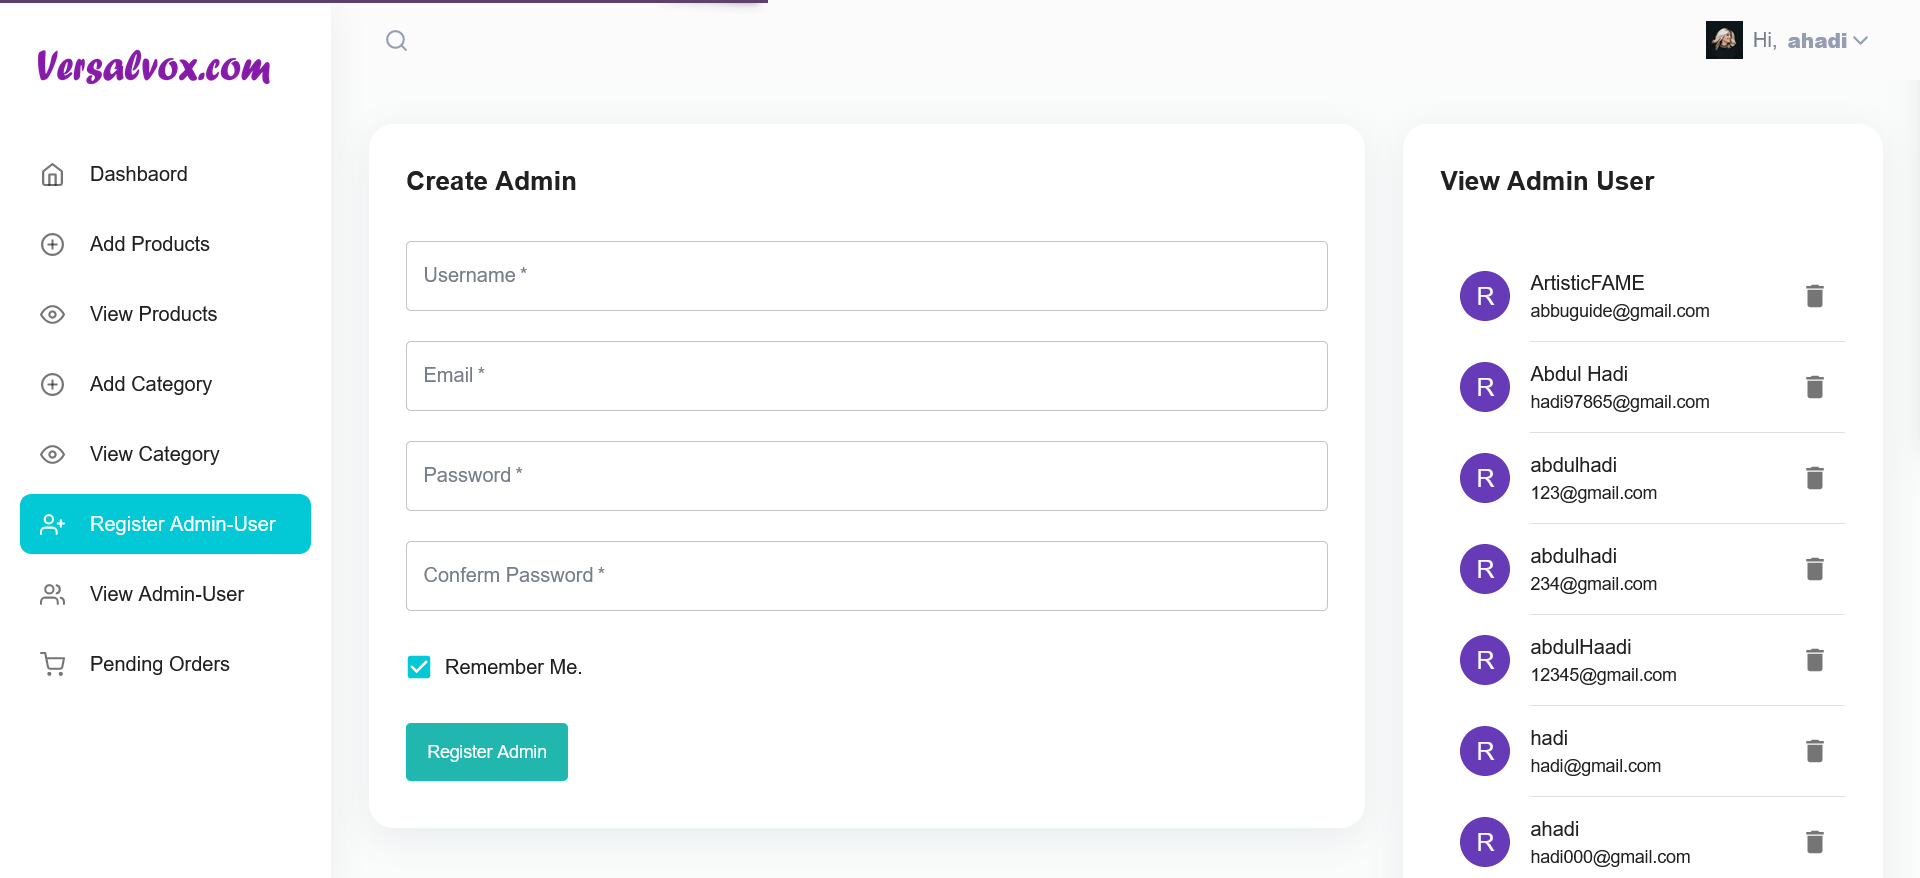 Versalvox.com
Hi, ahadi
Dashbaord
Add Products
View Products
Add Category
View Category
Register Admin-User
View Admin-User
Pending Orders
Create Admin
Username *
Email *
Password *
Conferm Password *
Remember Me.
Register Admin
View Admin User
R
ArtisticFAME
abbuguide@gmail.com
R
Abdul Hadi
hadi97865@gmail.com
R
abdulhadi
123@gmail.com
R
abdulhadi
234@gmail.com
R
abdulHaadi
12345@gmail.com
R
hadi
hadi@gmail.com
R
ahadi
hadi000@gmail.com